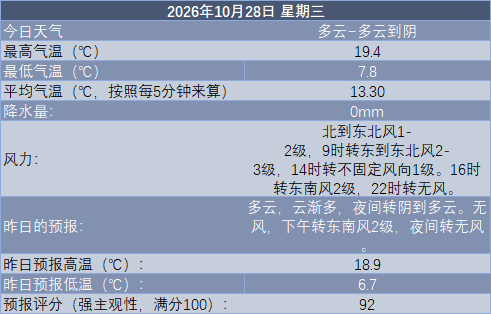 2026年10月28日 星期三
今日天气 多云-多云到阴
最高气温（℃） 19.4
最低气温（℃） 7.8
平均气温（℃，按照每5分钟来算） 13.30
降水量： 0mm
风力： 北到东北风1-
2级，9时转东到东北风2-
3级，14时转不固定风向1级。16时
转东南风2级，22时转无风。
昨日的预报： 多云，云渐多，夜间转阴到多云。无
风，下午转东南风2级，夜间转无风
。
昨日预报高温（℃）： 18.9
昨日预报低温（℃）： 6.7
预报评分（强主观性，满分100）： 92